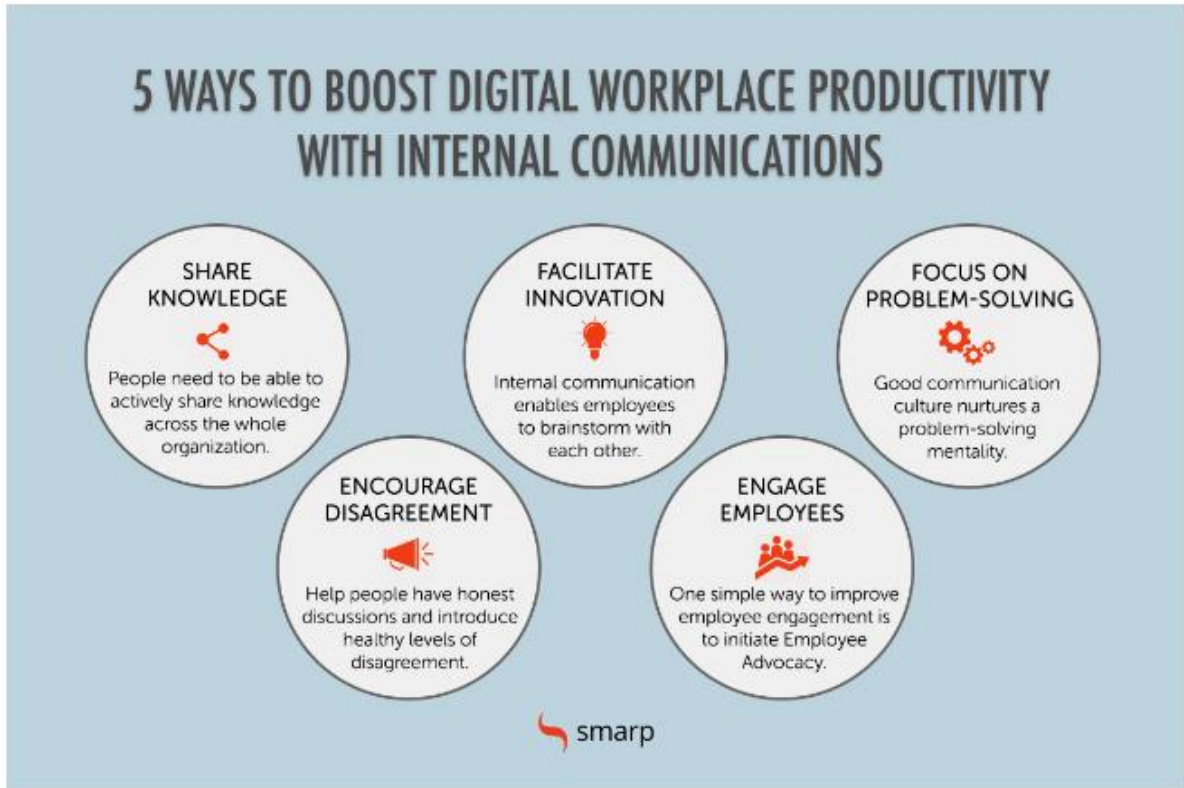 5 WAYS TO BOOST DIGITAL WORKPLACE PRODUCTIVITY
WITH INTERNAL COMMUNICATIONS
SHARE
KNOWLEDGE
People need to be able to
actively share knowledge
across the whole
organization.
FACILITATE
INNOVATION
Internal communication
enables employees
to brainstorm with
each other.
FOCUS ON
PROBLEM-SOLVING
Good communication
culture nurtures a
problem-solving
mentality.
ENCOURAGE
DISAGREEMENT
Help people have honest
discussions and introduce
healthy levels of
disagreement.
ENGAGE
EMPLOYEES
One simple way to improve
employee engagement is
to initiate Employee
Advocacy.
smarp